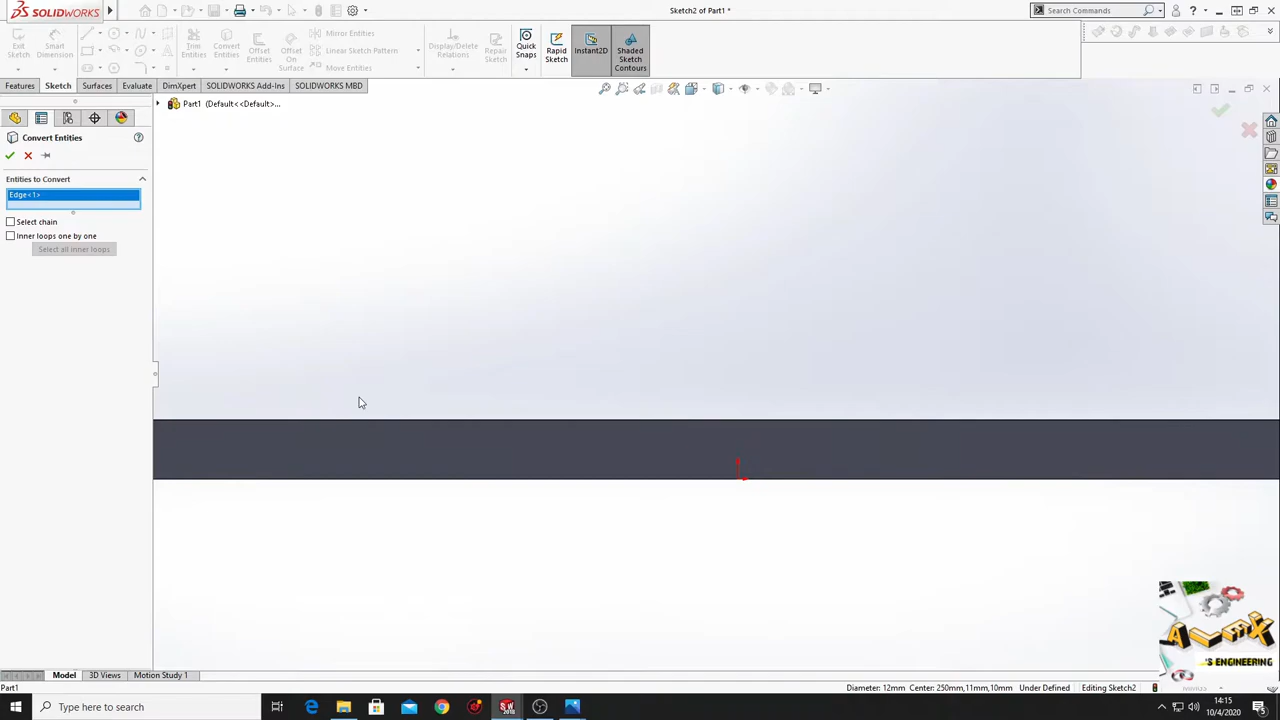 SOLIDWORKS
Sketch2 of Part1 *
Search Commands
Exit Sketch
Smart Dimension
Trim Entities
Convert Entities
Offset Entities
Offset On Surface
Mirror Entities
Linear Sketch Pattern
Move Entities
Display/Delete Relations
Repair Sketch
Quick Snaps
Rapid Sketch
Instant2D
Shaded Sketch Contours
Features
Sketch
Surfaces
Evaluate
DimXpert
SOLIDWORKS Add-Ins
SOLIDWORKS MBD
Part1 (Default<<Default>...
Convert Entities
Entities to Convert
Edge<1>
Select chain
Inner loops one by one
Select all inner loops
ALMX
'S ENGINEERING
Model
3D Views
Motion Study 1
Part1
Diameter: 12mm Center: 250mm,11mm,10mm
Under Defined
Editing Sketch2
Type here to search
14:15
10/4/2020